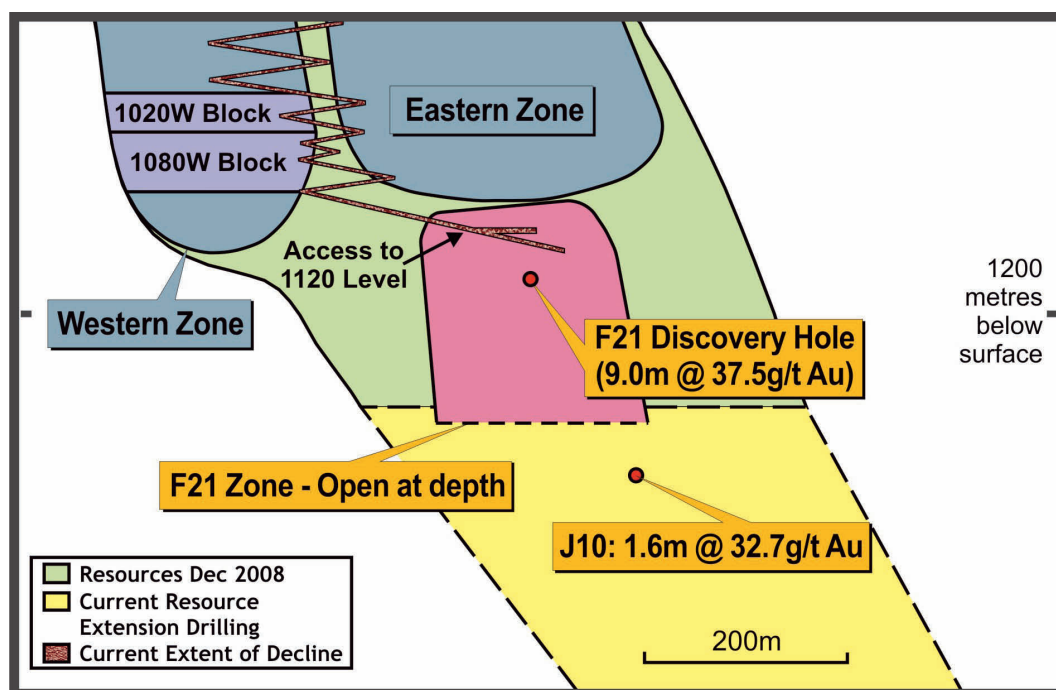 1020W Block
Eastern Zone
1080W Block
Access to
1120 Level
1200
metres
below
surface
Western Zone
F21 Discovery Hole
(9.0m @ 37.5g/t Au)
F21 Zone - Open at depth
J10: 1.6m @ 32.7g/t Au
Resources Dec 2008
Current Resource
Extension Drilling
Current Extent of Decline
200m